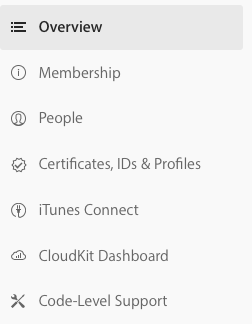 Overview
Membership
People
Certificates, IDs & Profiles
iTunes Connect
CloudKit Dashboard
Code-Level Support